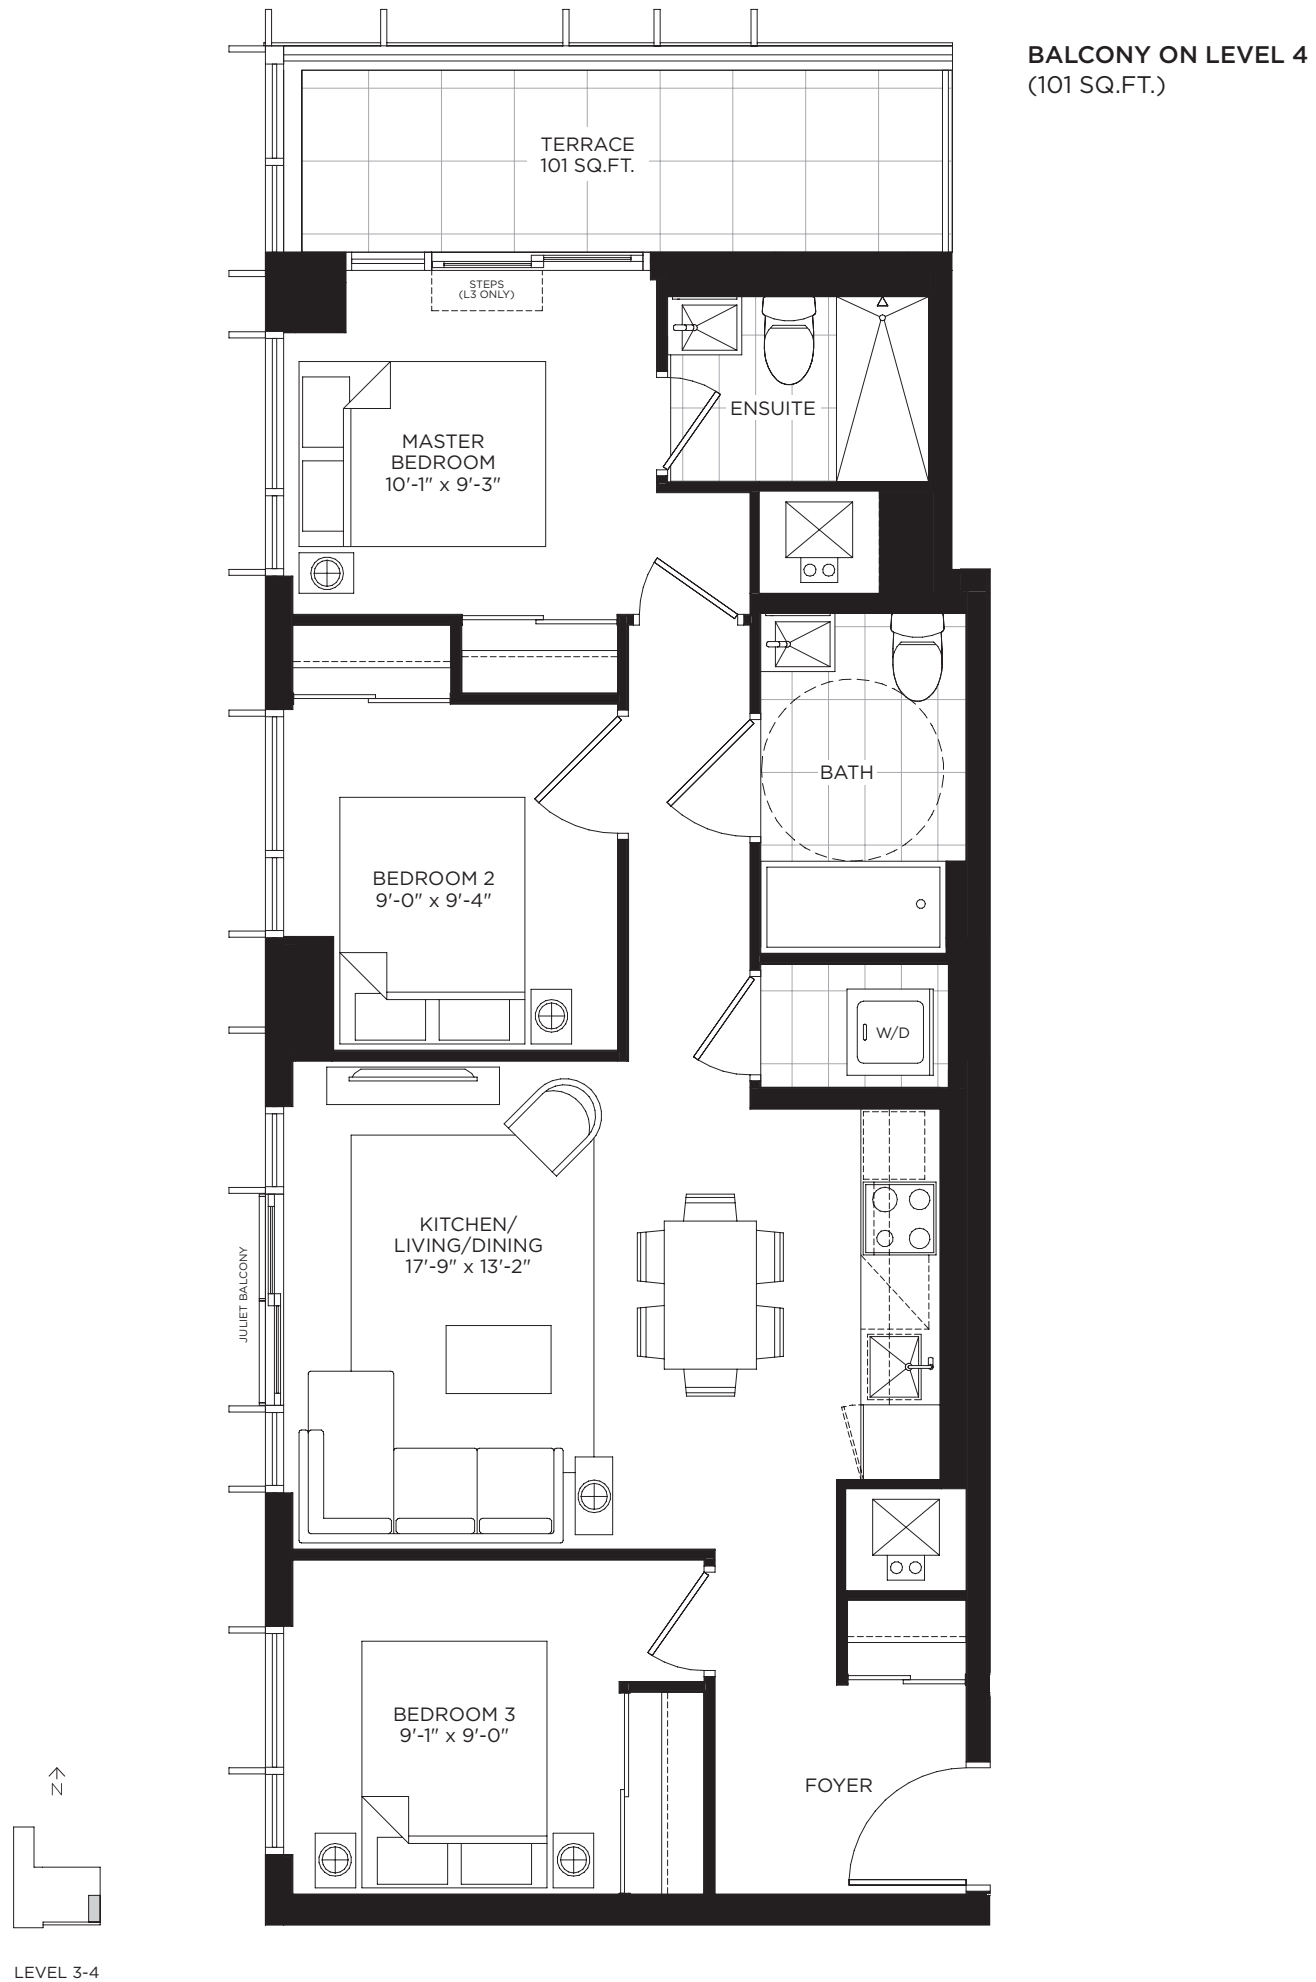 BALCONY ON LEVEL 4
(101 SQ.FT.)
TERRACE
101 SQ.FT.
STEPS
(L3 ONLY)
ENSUITE
MASTER
BEDROOM
10'-1" x 9'-3"
BATH
BEDROOM 2
9'-0" x 9'-4"
W/D
KITCHEN/
LIVING/DINING
17'-9" x 13'-2"
JULIET BALCONY
BEDROOM 3
9'-1" x 9'-0"
FOYER
N
LEVEL 3-4